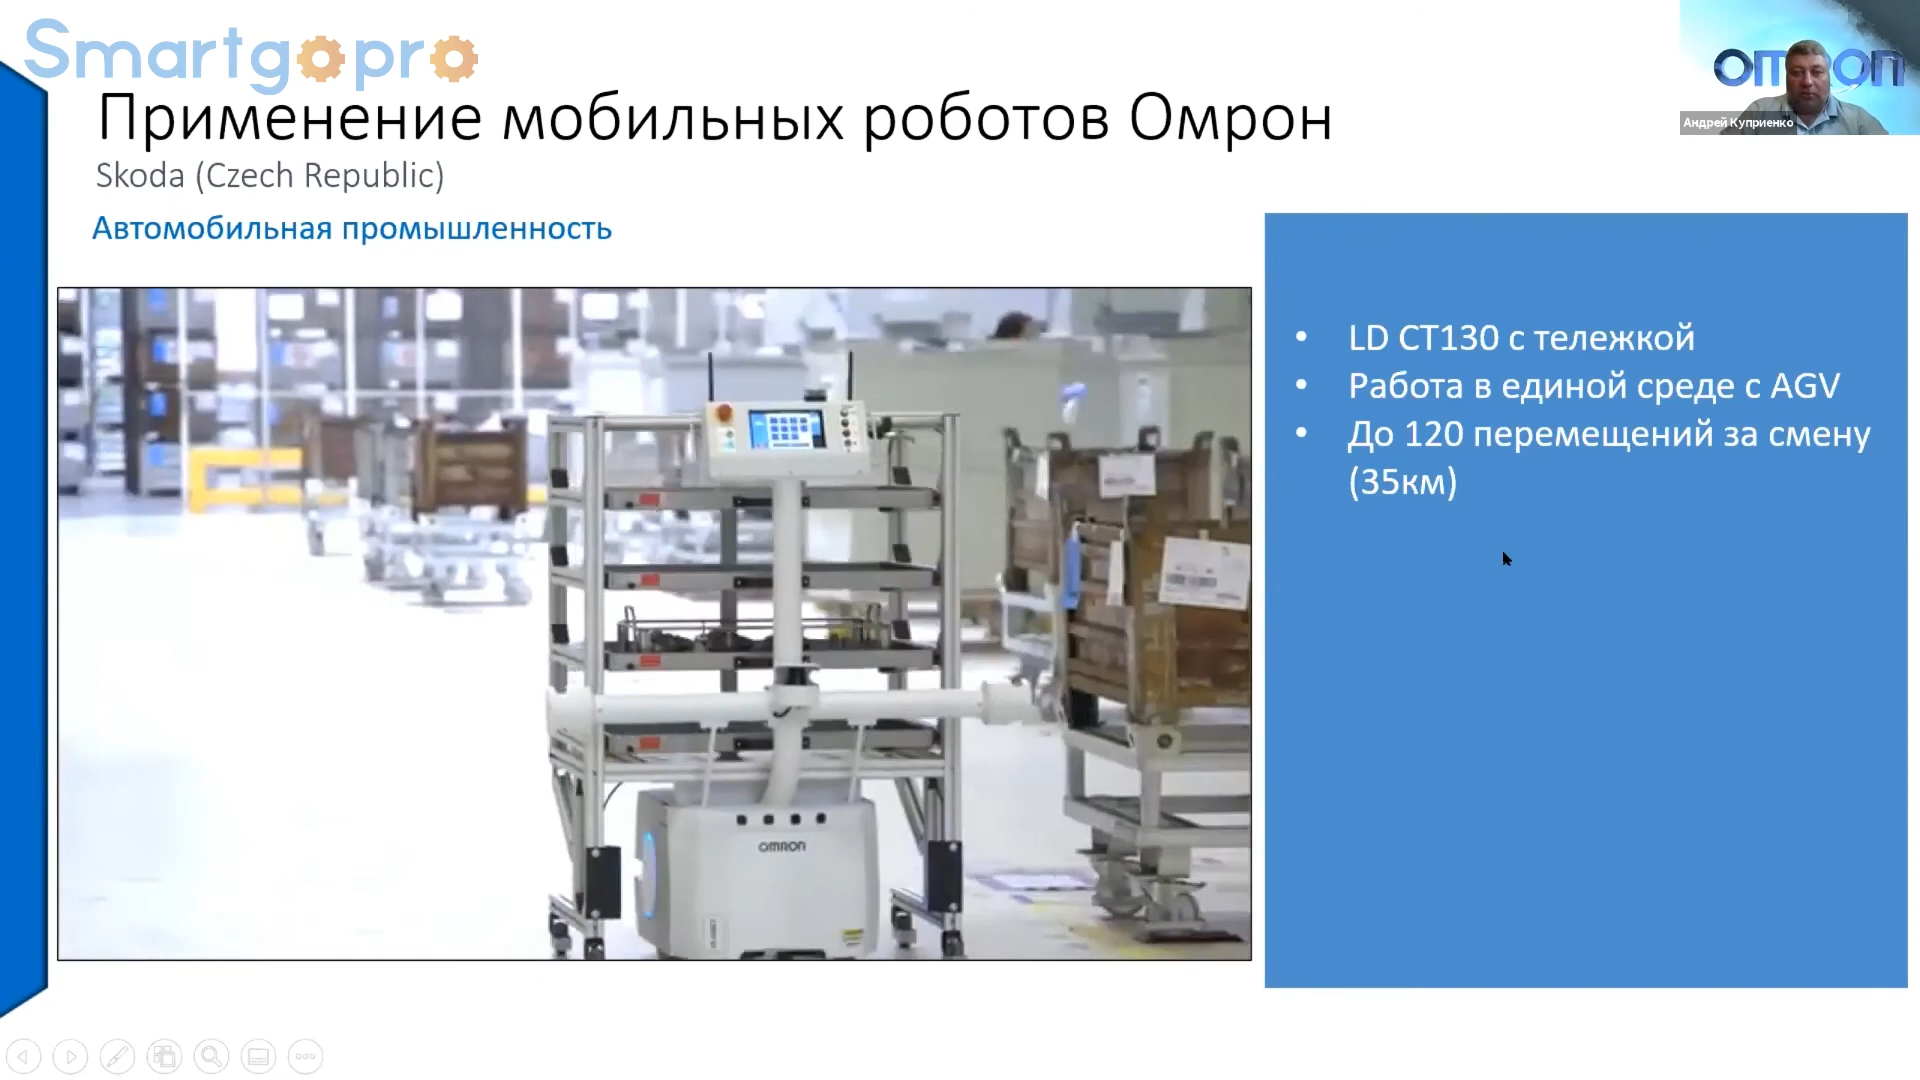 Smartgopro
omron
Андрей Куприенко
Применение мобильных роботов Омрон
Skoda (Czech Republic)
Автомобильная промышленность
• LD CT130 с тележкой
• Работа в единой среде с AGV
• До 120 перемещений за смену
(35км)
OMRON